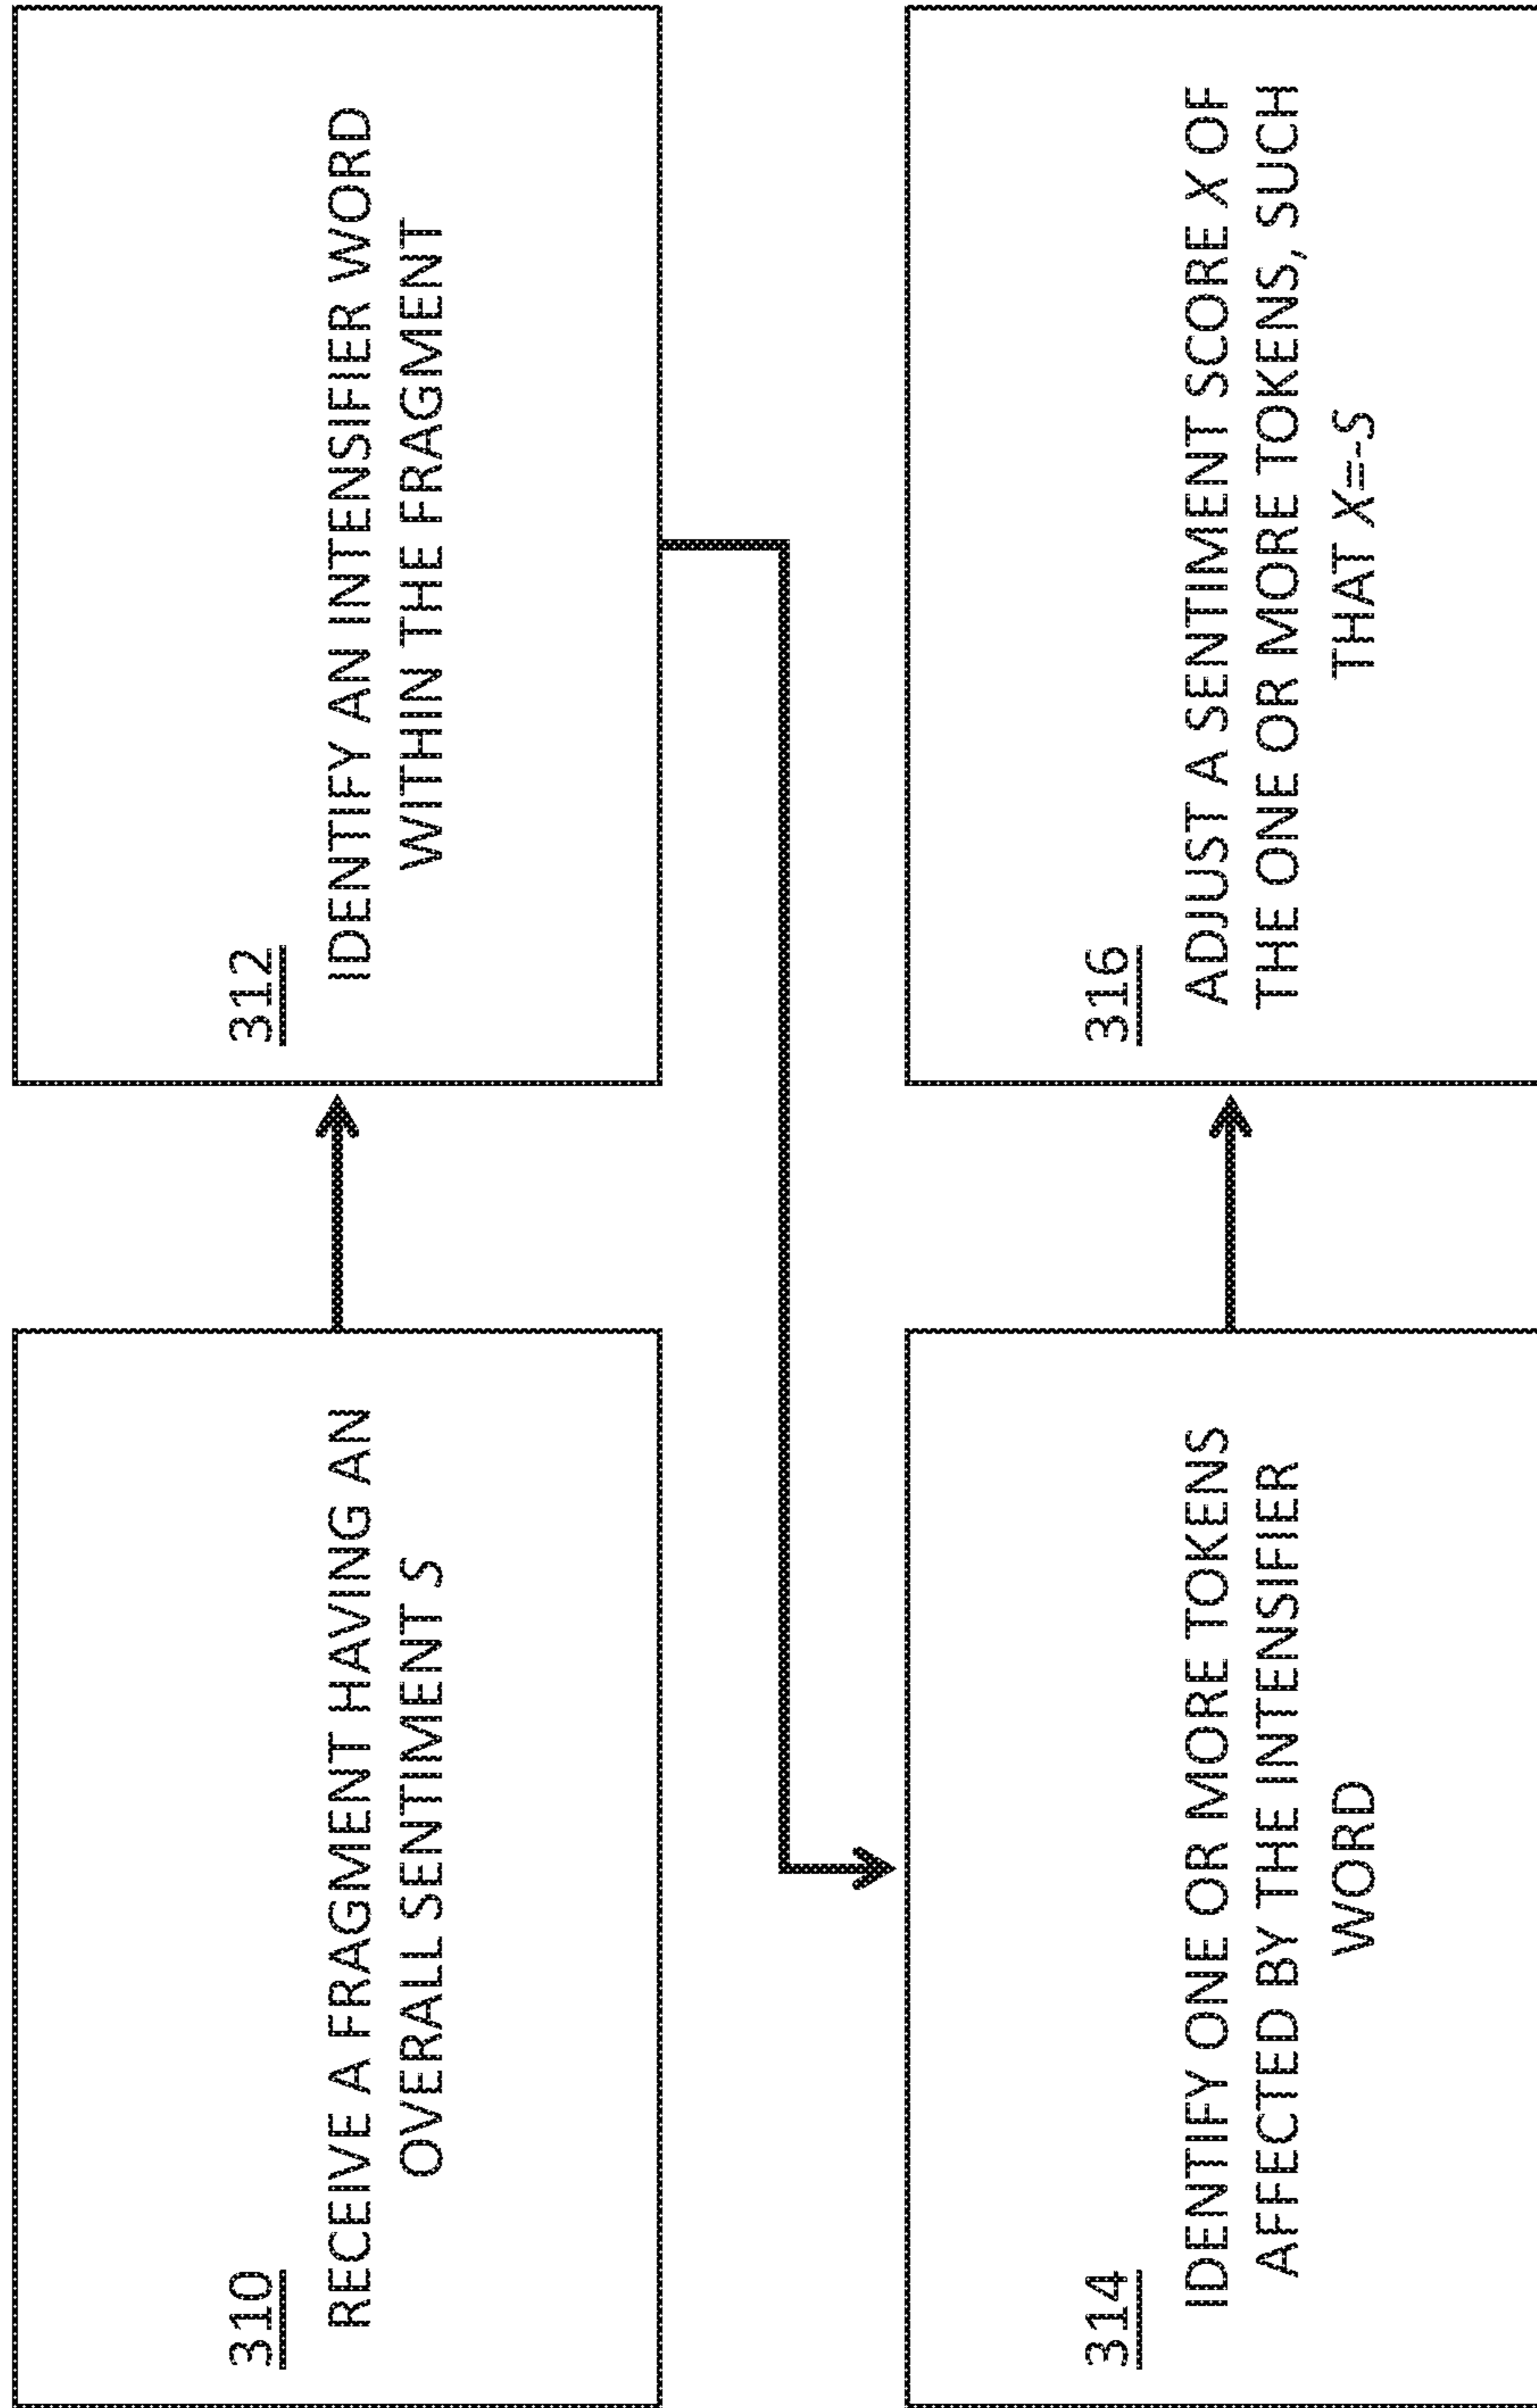 310
RECEIVE A FRAGMENT HAVING AN
OVERALL SENTIMENT S
312
IDENTIFY AN INTENSIFIER WORD
WITHIN THE FRAGMENT
314
IDENTIFY ONE OR MORE TOKENS
AFFECTED BY THE INTENSIFIER
WORD
316
ADJUST A SENTIMENT SCORE X OF
THE ONE OR MORE TOKENS, SUCH
THAT X=-S